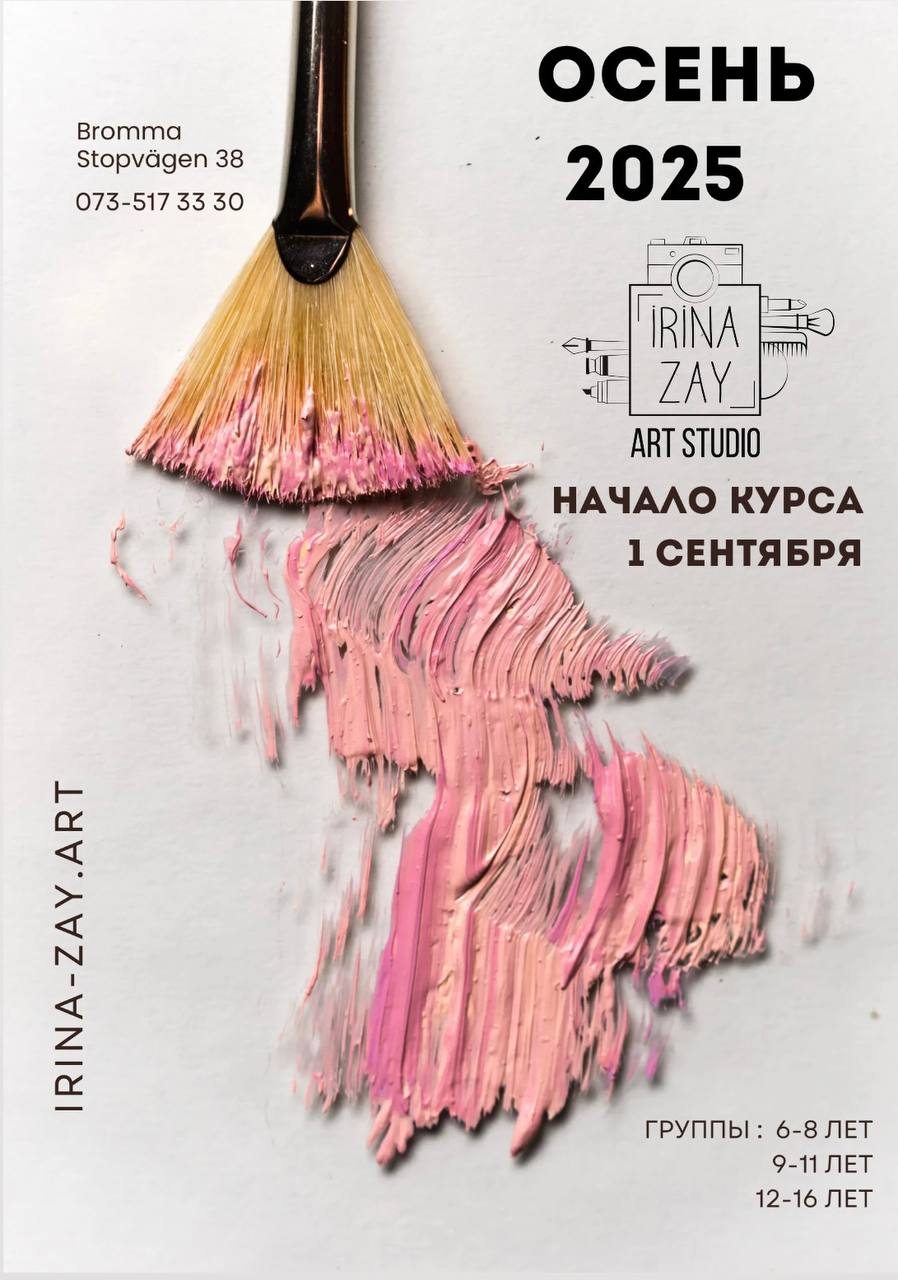 ОСЕНЬ
2025
Bromma
Stopvägen 38
073-517 33 30
IRINA
ZAY
ART STUDIO
НАЧАЛО КУРСА
1 СЕНТЯБРЯ
IRINA-ZAY.ART
ГРУППЫ : 6-8 ЛЕТ
9-11 ЛЕТ
12-16 ЛЕТ